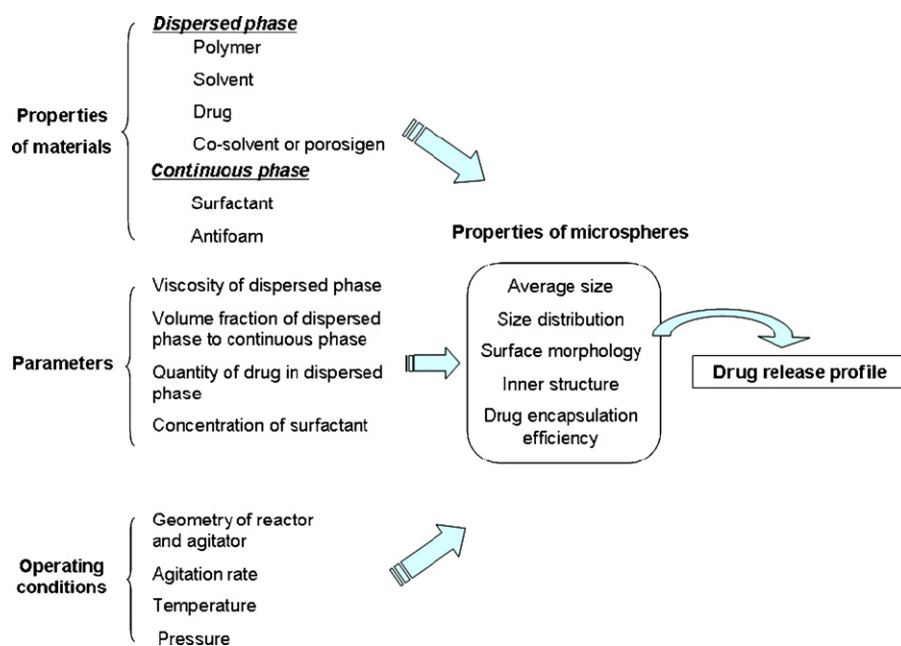 Dispersed phase
Polymer
Solvent
Drug
Co-solvent or porosigen
Properties
of materials
Continuous phase
Surfactant
Antifoam
Viscosity of dispersed phase
Volume fraction of dispersed
phase to continuous phase
Parameters
Quantity of drug in dispersed
phase
Concentration of surfactant
Geometry of reactor
and agitator
Operating
conditions
Agitation rate
Temperature
Pressure
Properties of microspheres
Average size
Size distribution
Surface morphology
Inner structure
Drug encapsulation
efficiency
Drug release profile